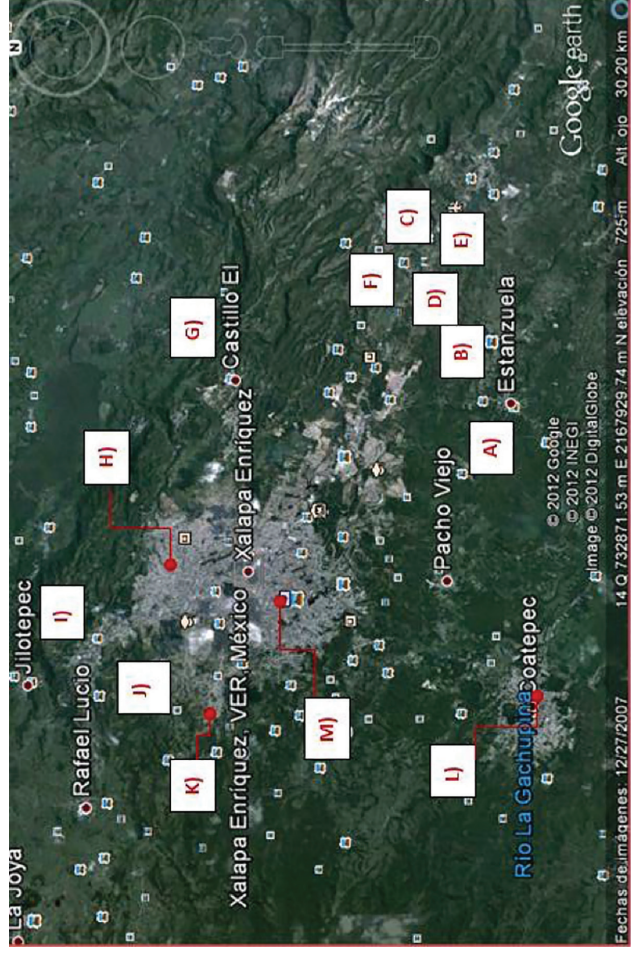 La Joya
Jilotepec
N
I)
Rafael Lucio
H)
J)
K)
G)
Castillo El
Xalapa Enríquez, VER, México
Xalapa Enríquez
M)
F)
C)
D)
Pacho Viejo
L)
B)
E)
A)
Estanzuela
Río La Gachupina
coatepec
© 2012 Google
© 2012 INEGI
Image © 2012 DigitalGlobe
Google earth
Fechas de imágenes: 12/27/2007 14 Q 732871 53 m E 2167929 74 m N elevación 725 m Alt. ojo 30.20 km